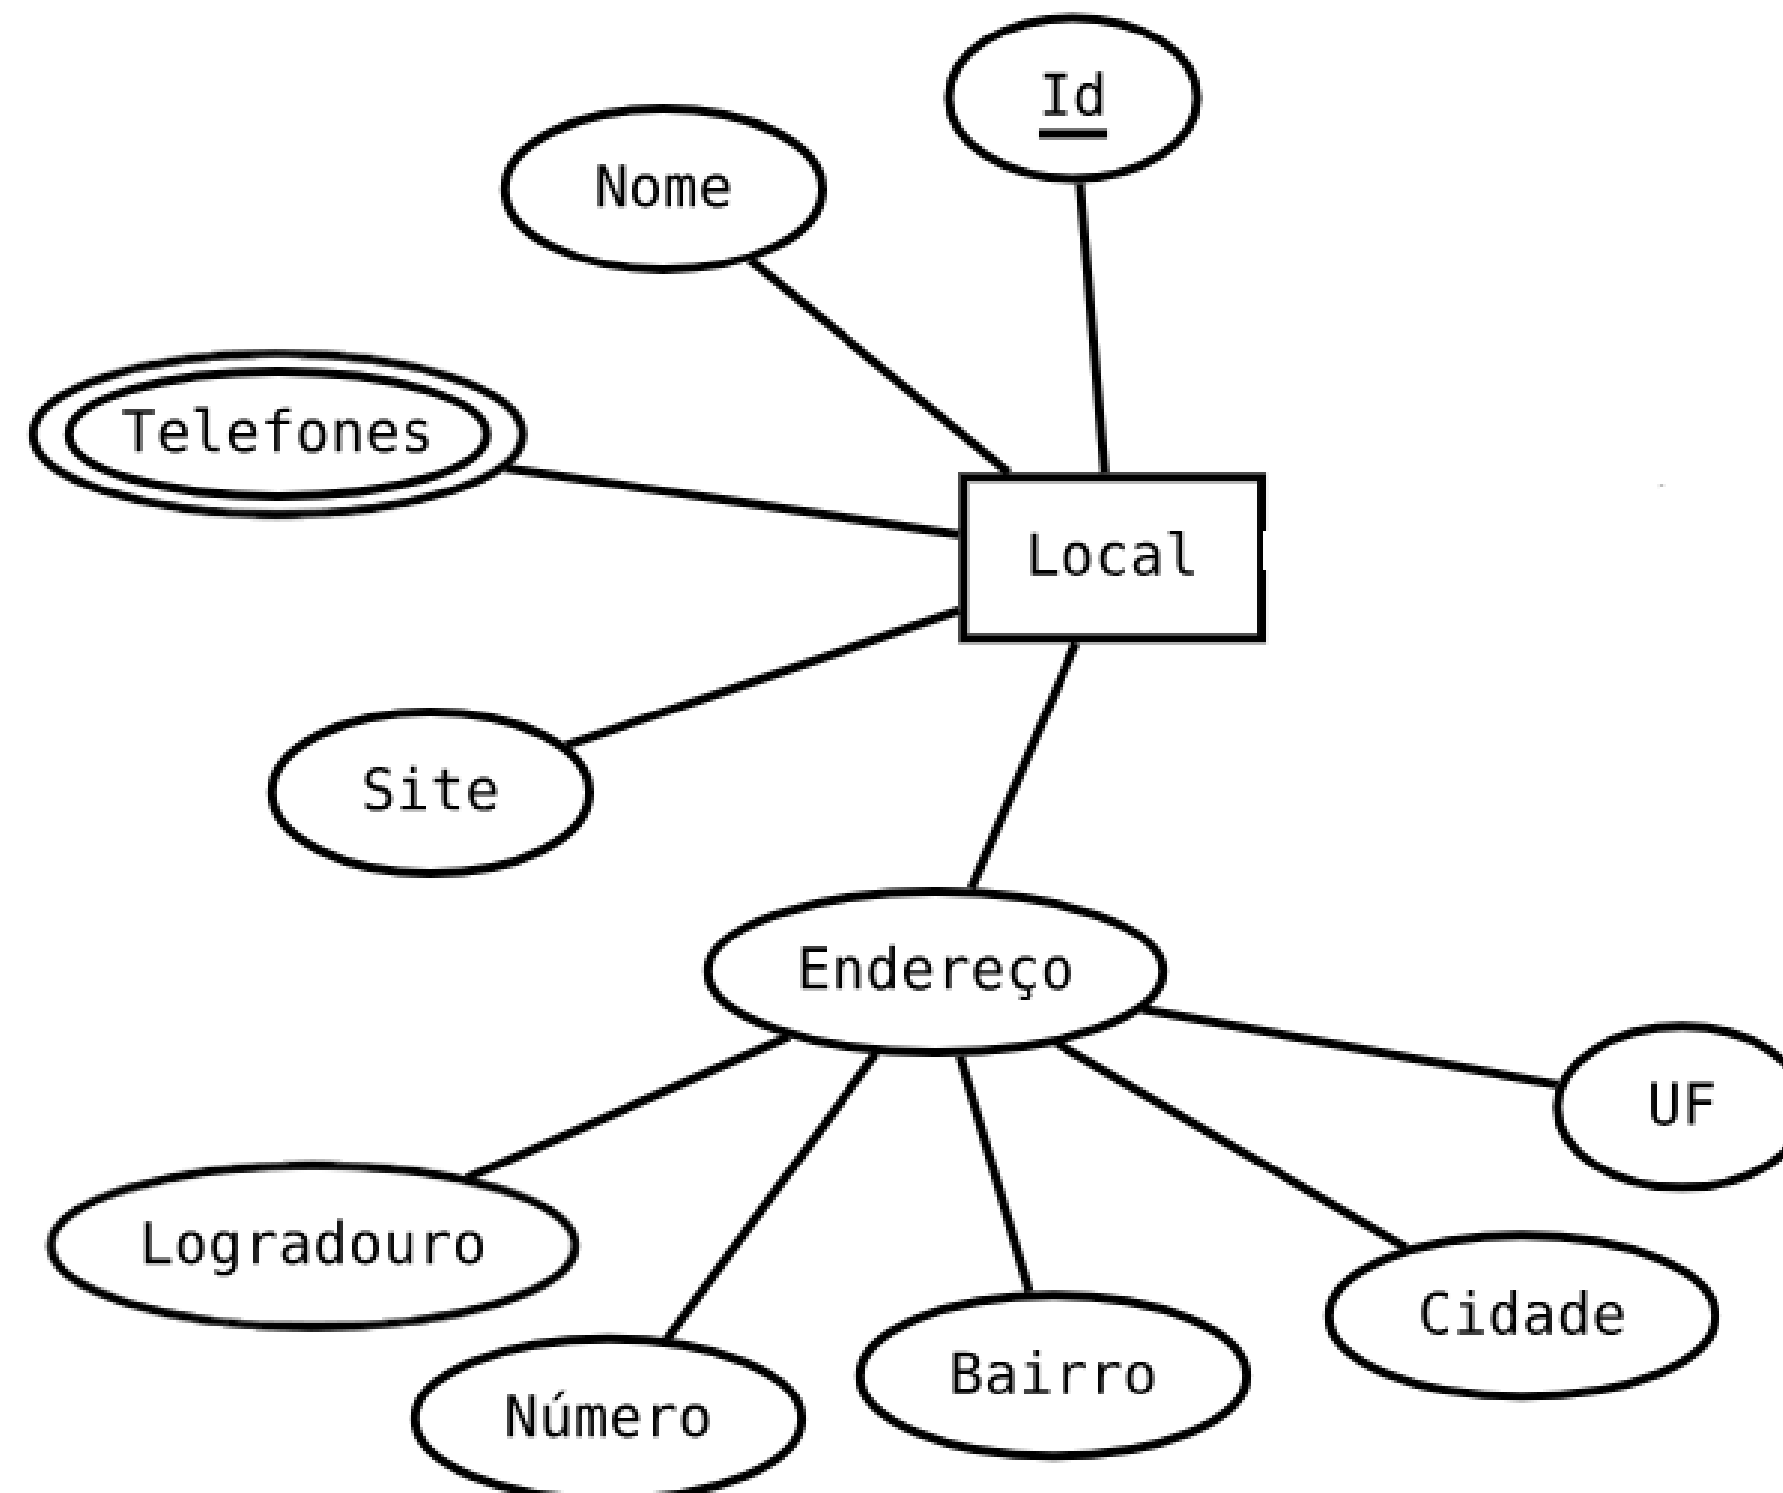 Id
Nome
Telefones
Local
Site
Endereço
UF
Logradouro
Cidade
Bairro
Número